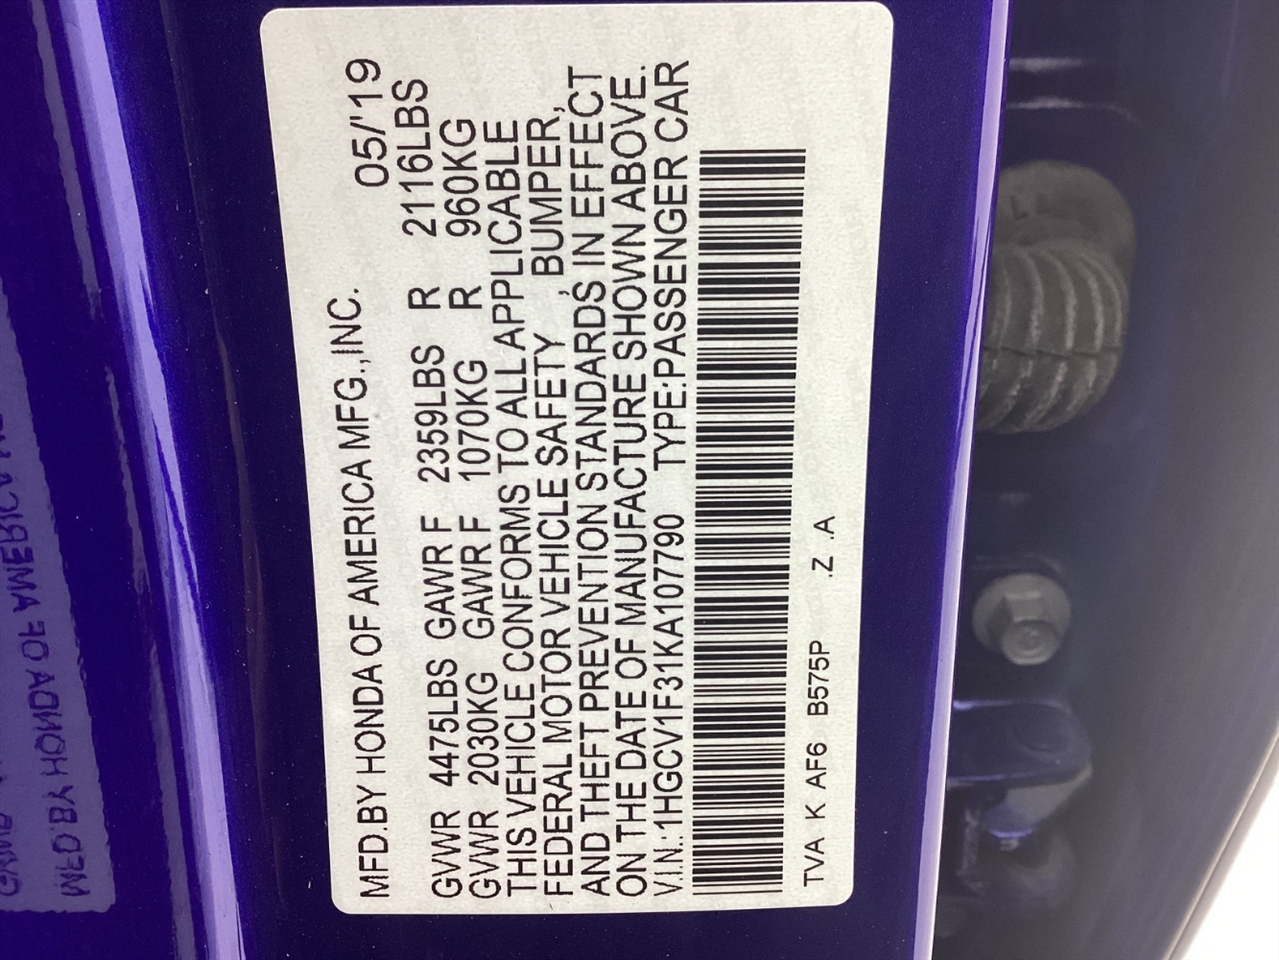 MFD.BY HONDA OF AMERICA MFG.,INC. 05/'19
GVWR 4475LBS GAWR F 2359LBS R 2116LBS
GVWR 2030KG GAWR F 1070KG R 960KG
THIS VEHICLE CONFORMS TO ALL APPLICABLE
FEDERAL MOTOR VEHICLE SAFETY , BUMPER,
AND THEFT PREVENTION STANDARDS IN EFFECT
ON THE DATE OF MANUFACTURE SHOWN ABOVE.
V.I.N.: 1HGCV1F31KA107790 TYPE:PASSENGER CAR
TVA K AF6 B575P .Z .A